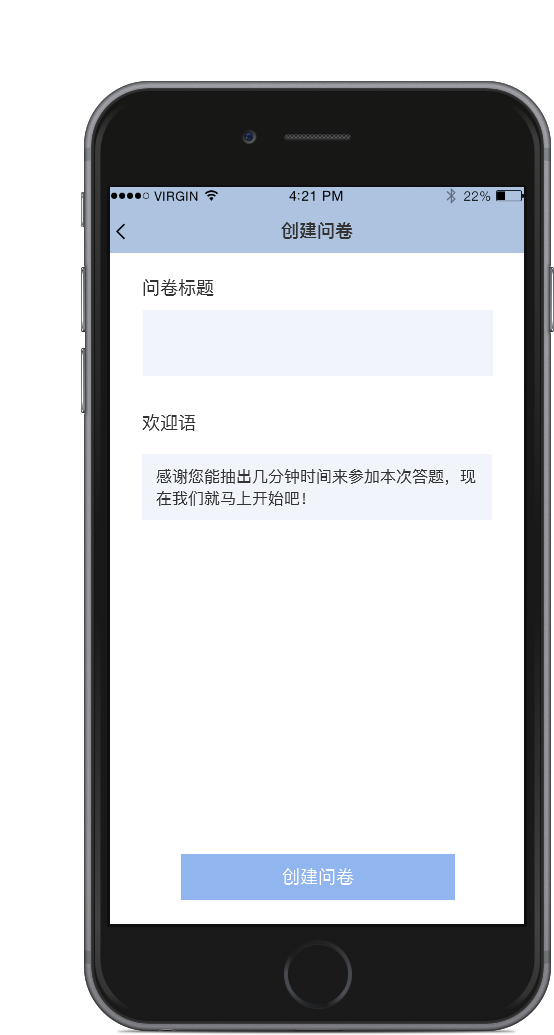 VIRGIN 4:21 PM 22%
创建问卷
问卷标题
欢迎语
感谢您能抽出几分钟时间来参加本次答题，现
在我们就马上开始吧！
创建问卷